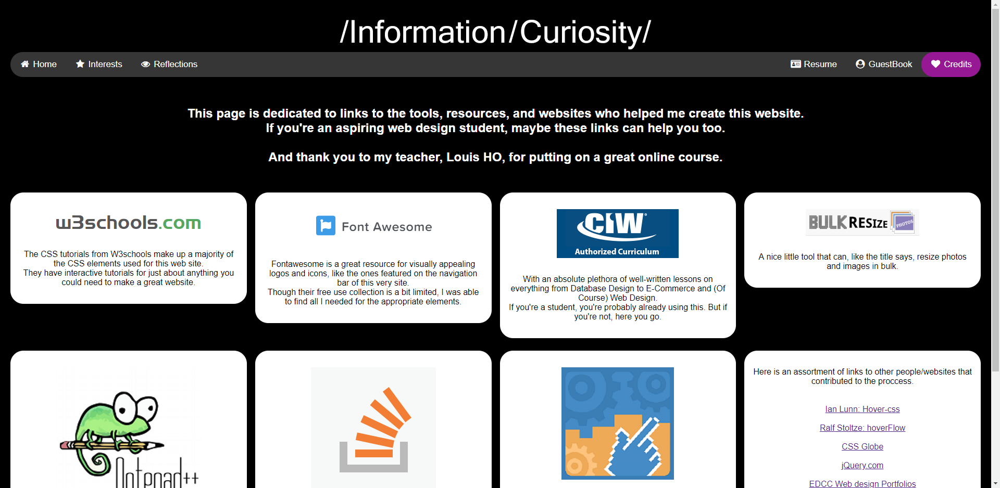 /Information/Curiosity/
Home
Interests
Reflections
Resume
GuestBook
Credits
This page is dedicated to links to the tools, resources, and websites who helped me create this website.
If you're an aspiring web design student, maybe these links can help you too.
And thank you to my teacher, Louis HO, for putting on a great online course.
w3schools.com
The CSS tutorials from W3schools make up a majority of
the CSS elements used for this web site.
They have interactive tutorials for just about anything you
could need to make a great website.
Font Awesome
Fontawesome is a great resource for visually appealing
logos and icons, like the ones featured on the navigation
bar of this very site.
Though their free use collection is a bit limited, I was able
to find all I needed for the appropriate elements.
CIW®
Authorized Curriculum
With an absolute plethora of well-written lessons on
everything from Database Design to E-Commerce and (Of
Course) Web Design.
If you're a student, you're probably already using this. But if
you're not, here you go.
BULK RESIZE PHOTOS
A nice little tool that can, like the title says, resize photos
and images in bulk.
Notepad++
Here is an assortment of links to other people/websites that
contributed to the proccess.
Ian Lunn: Hover-css
Ralf Stoltze: hoverFlow
CSS Globe
jQuery.com
EDCC Web design Portfolios